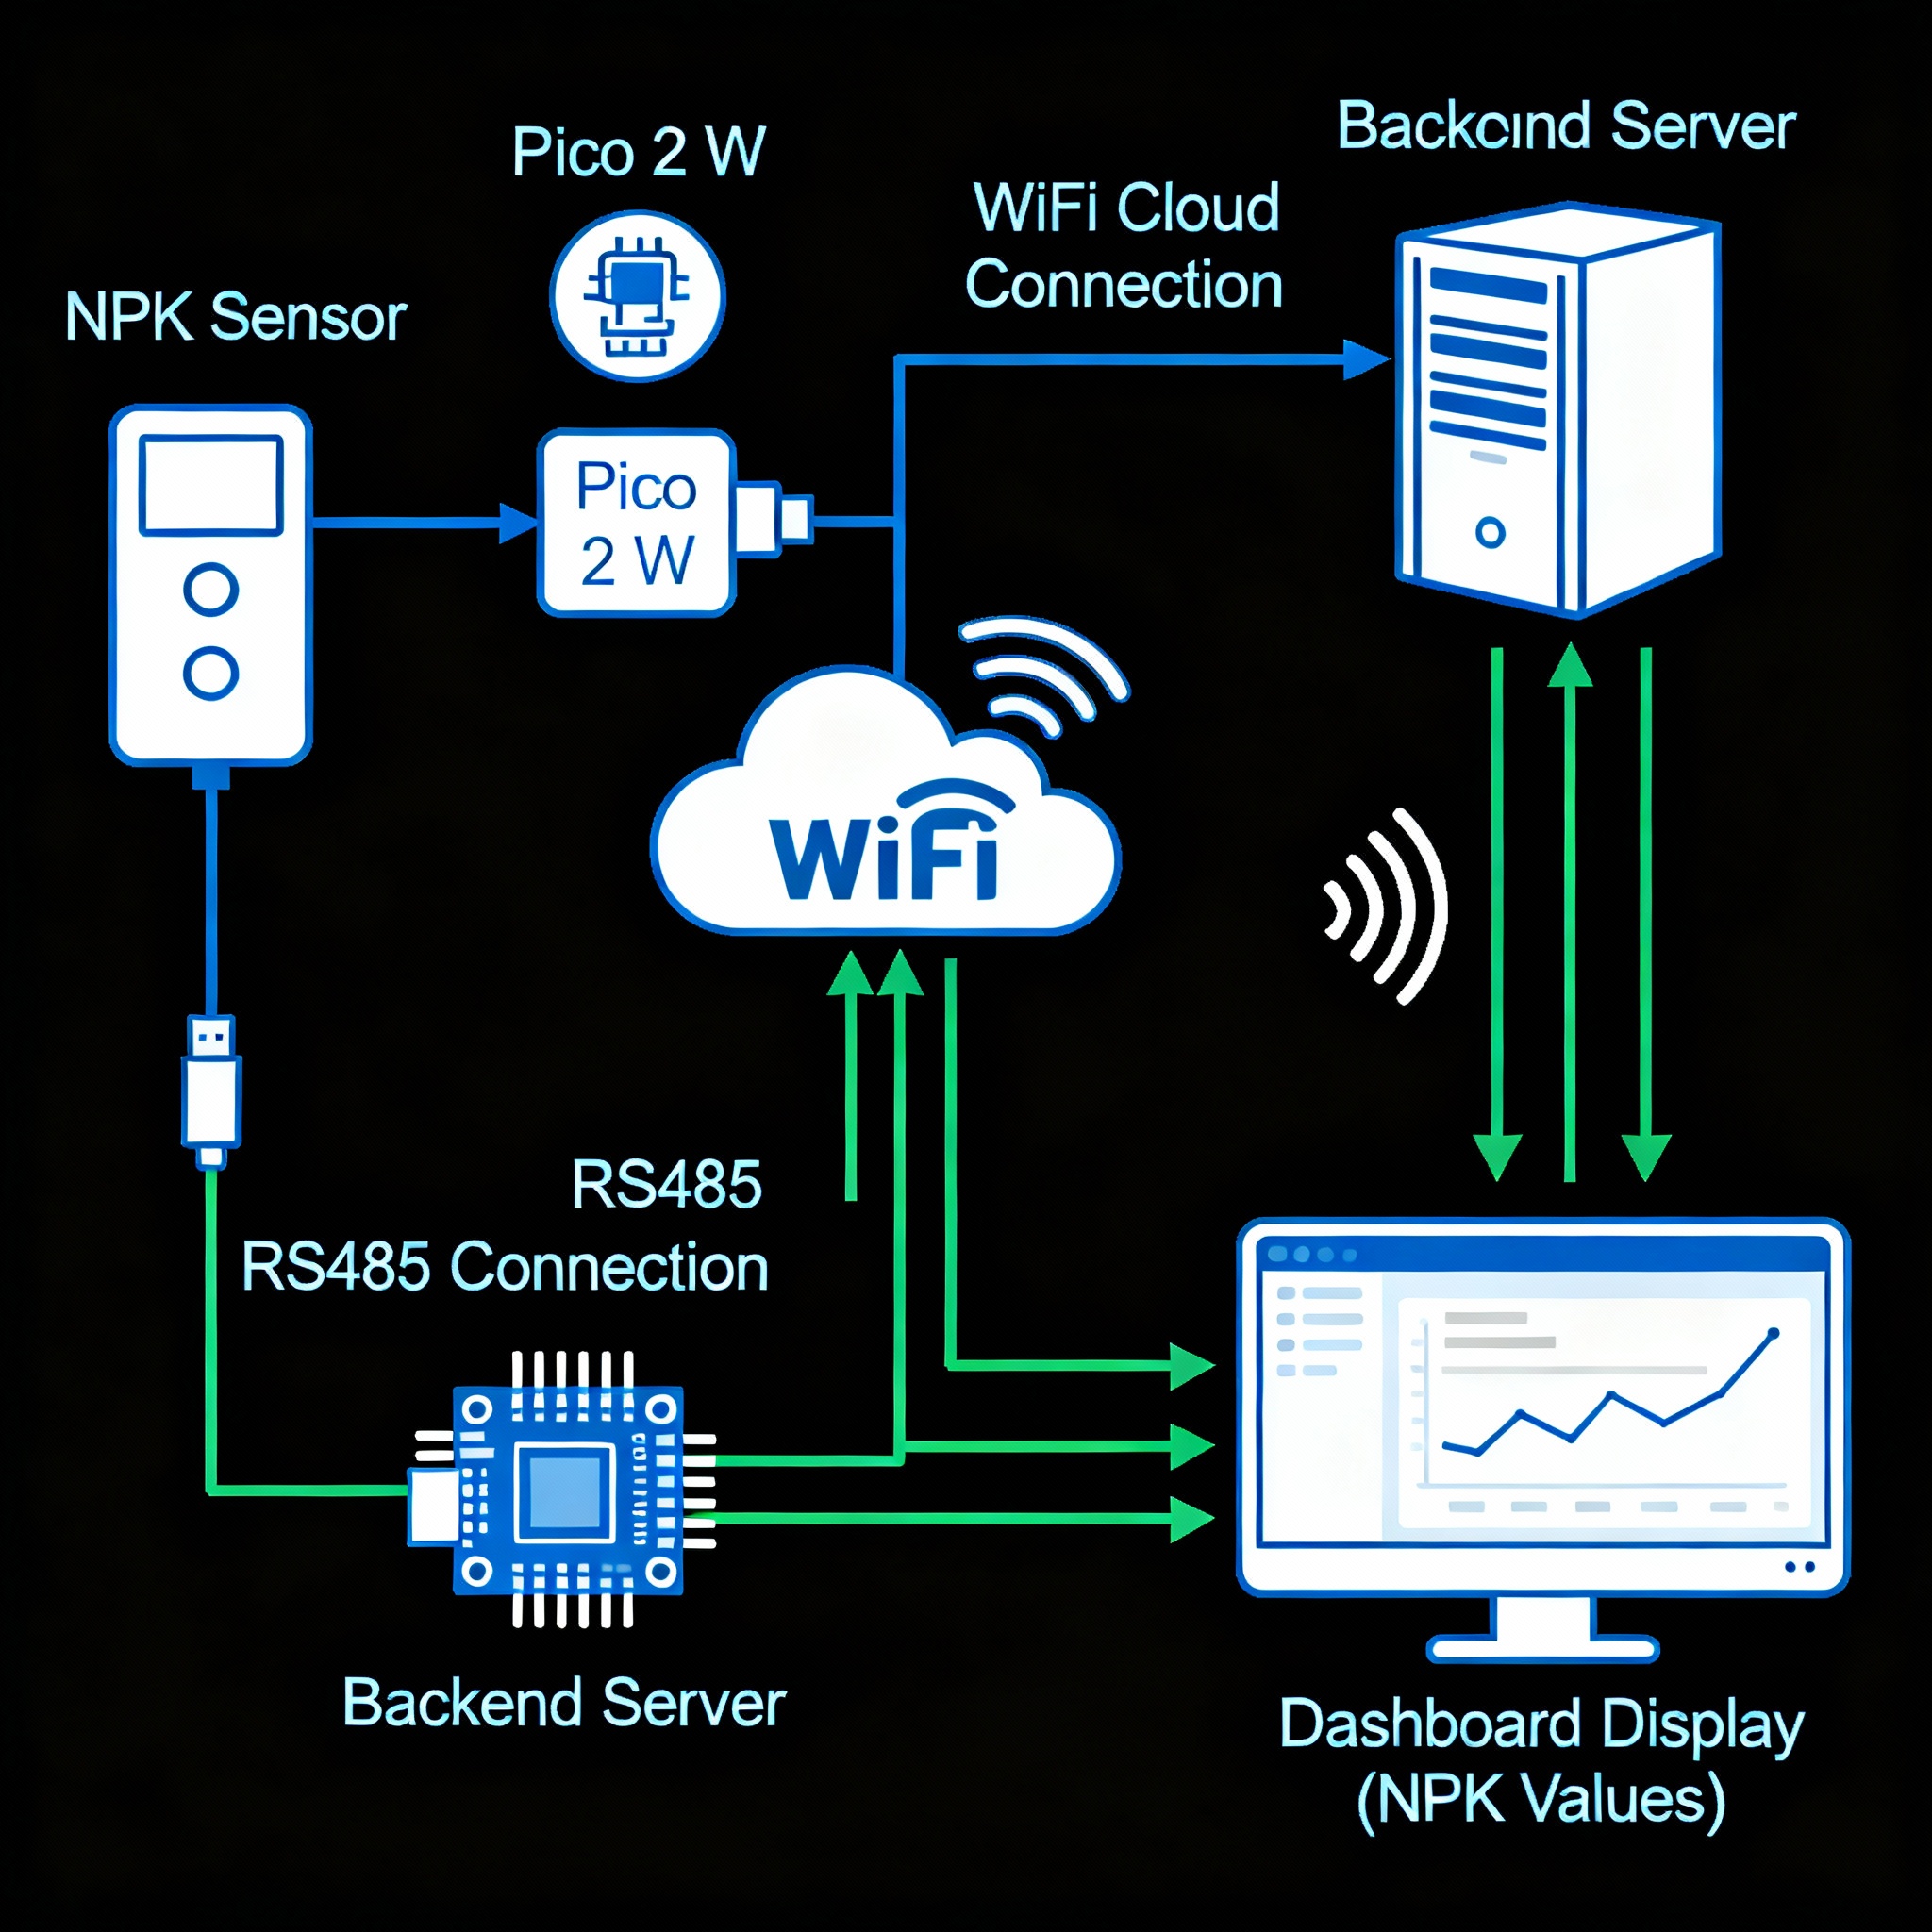 Pico 2 W
Backcınd Server
WiFi Cloud
Connection
NPK Sensor
Pico
2 W
WiFi
RS485
RS485 Connection
Backend Server
Dashboard Display
(NPK Values)